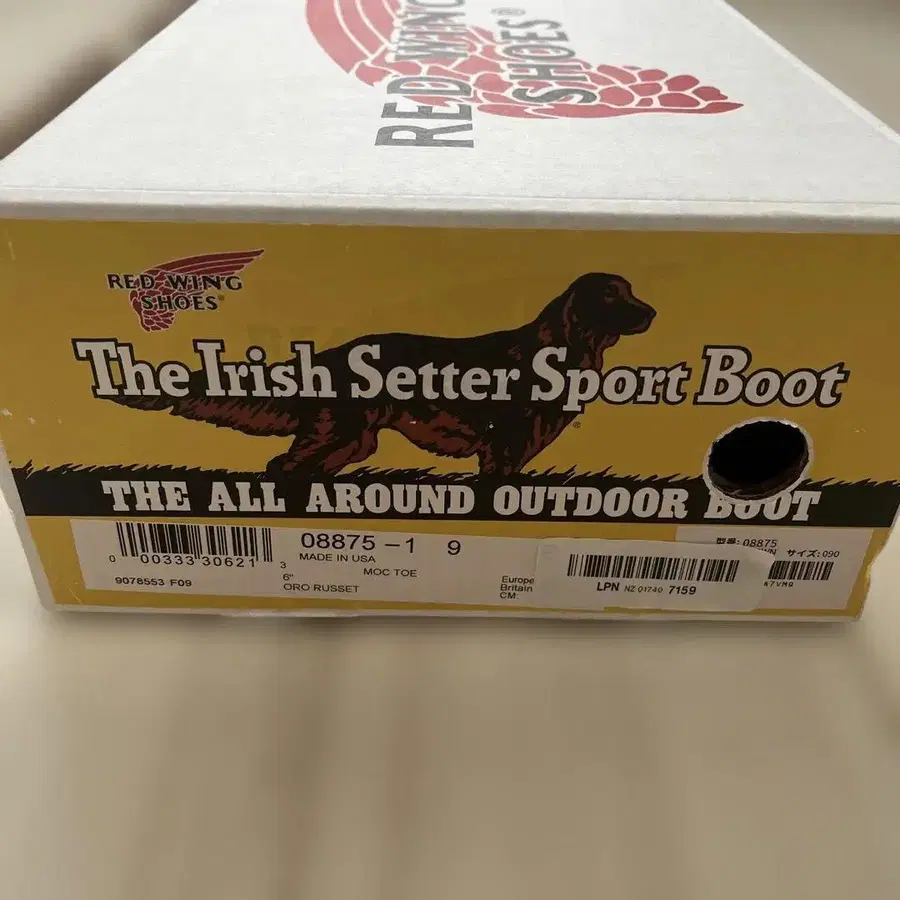 RED WING
SHOES®
RED WING
SHOES®
The Irish Setter Sport Boot
®
THE ALL AROUND OUTDOOR BOOT
08875 -1 9
MADE IN USA
MOC TOE
0 00333 30621 3
6"
9078553 F09
ORO RUSSET
Europe
Britain
CM:
LPN NZ 01740 7159
型番: 08875
サイズ: 090